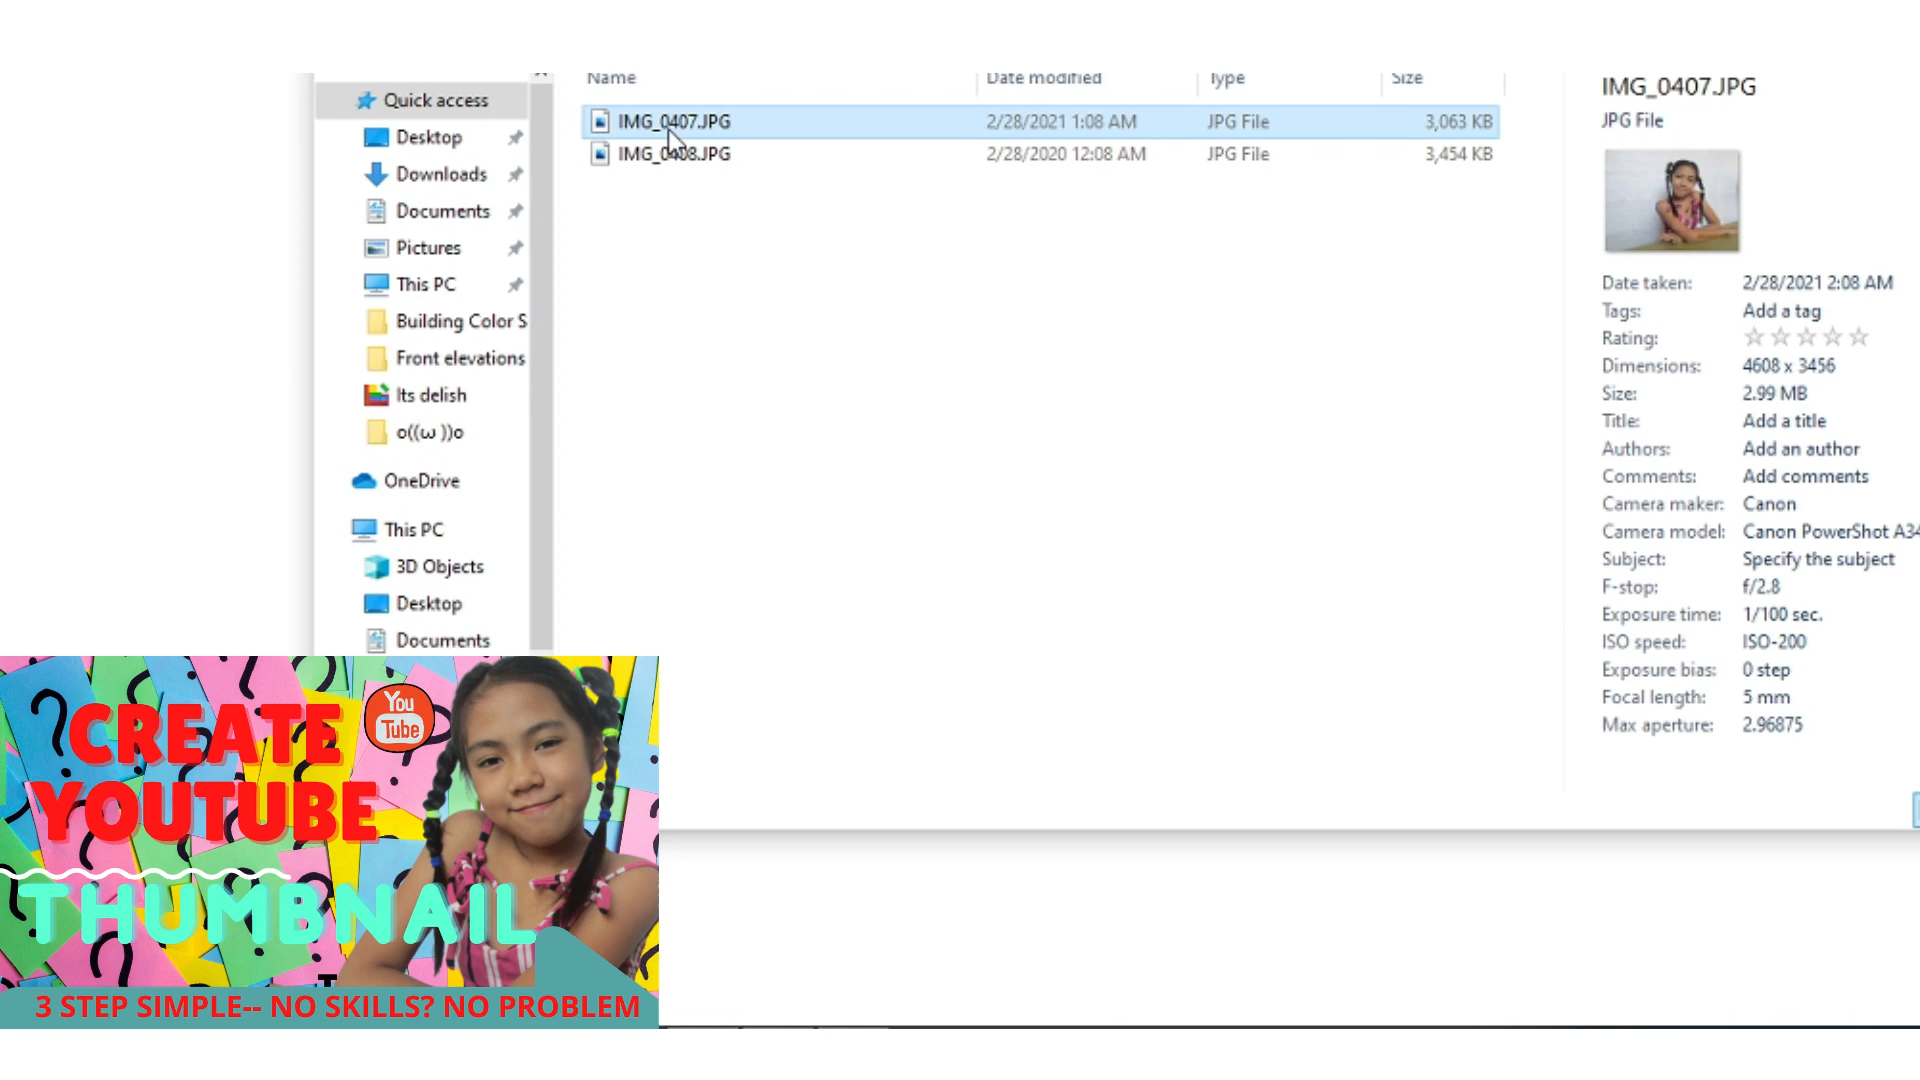 Name Date modified Type Size
IMG_0407.JPG 2/28/2021 1:08 AM JPG File 3,063 KB
IMG_0408.JPG 2/28/2020 12:08 AM JPG File 3,454 KB
Quick access
Desktop
Downloads
Documents
Pictures
This PC
Building Color S
Front elevations
Its delish
o((ω ))o
OneDrive
This PC
3D Objects
Desktop
Documents
IMG_0407.JPG
JPG File
Date taken: 2/28/2021 2:08 AM
Tags: Add a tag
Rating:
Dimensions: 4608 x 3456
Size: 2.99 MB
Title: Add a title
Authors: Add an author
Comments: Add comments
Camera maker: Canon
Camera model: Canon PowerShot A34
Subject: Specify the subject
F-stop: f/2.8
Exposure time: 1/100 sec.
ISO speed: ISO-200
Exposure bias: 0 step
Focal length: 5 mm
Max aperture: 2.96875
You
Tube
CREATE
YOUTUBE
THUMBNAIL
3 STEP SIMPLE-- NO SKILLS? NO PROBLEM